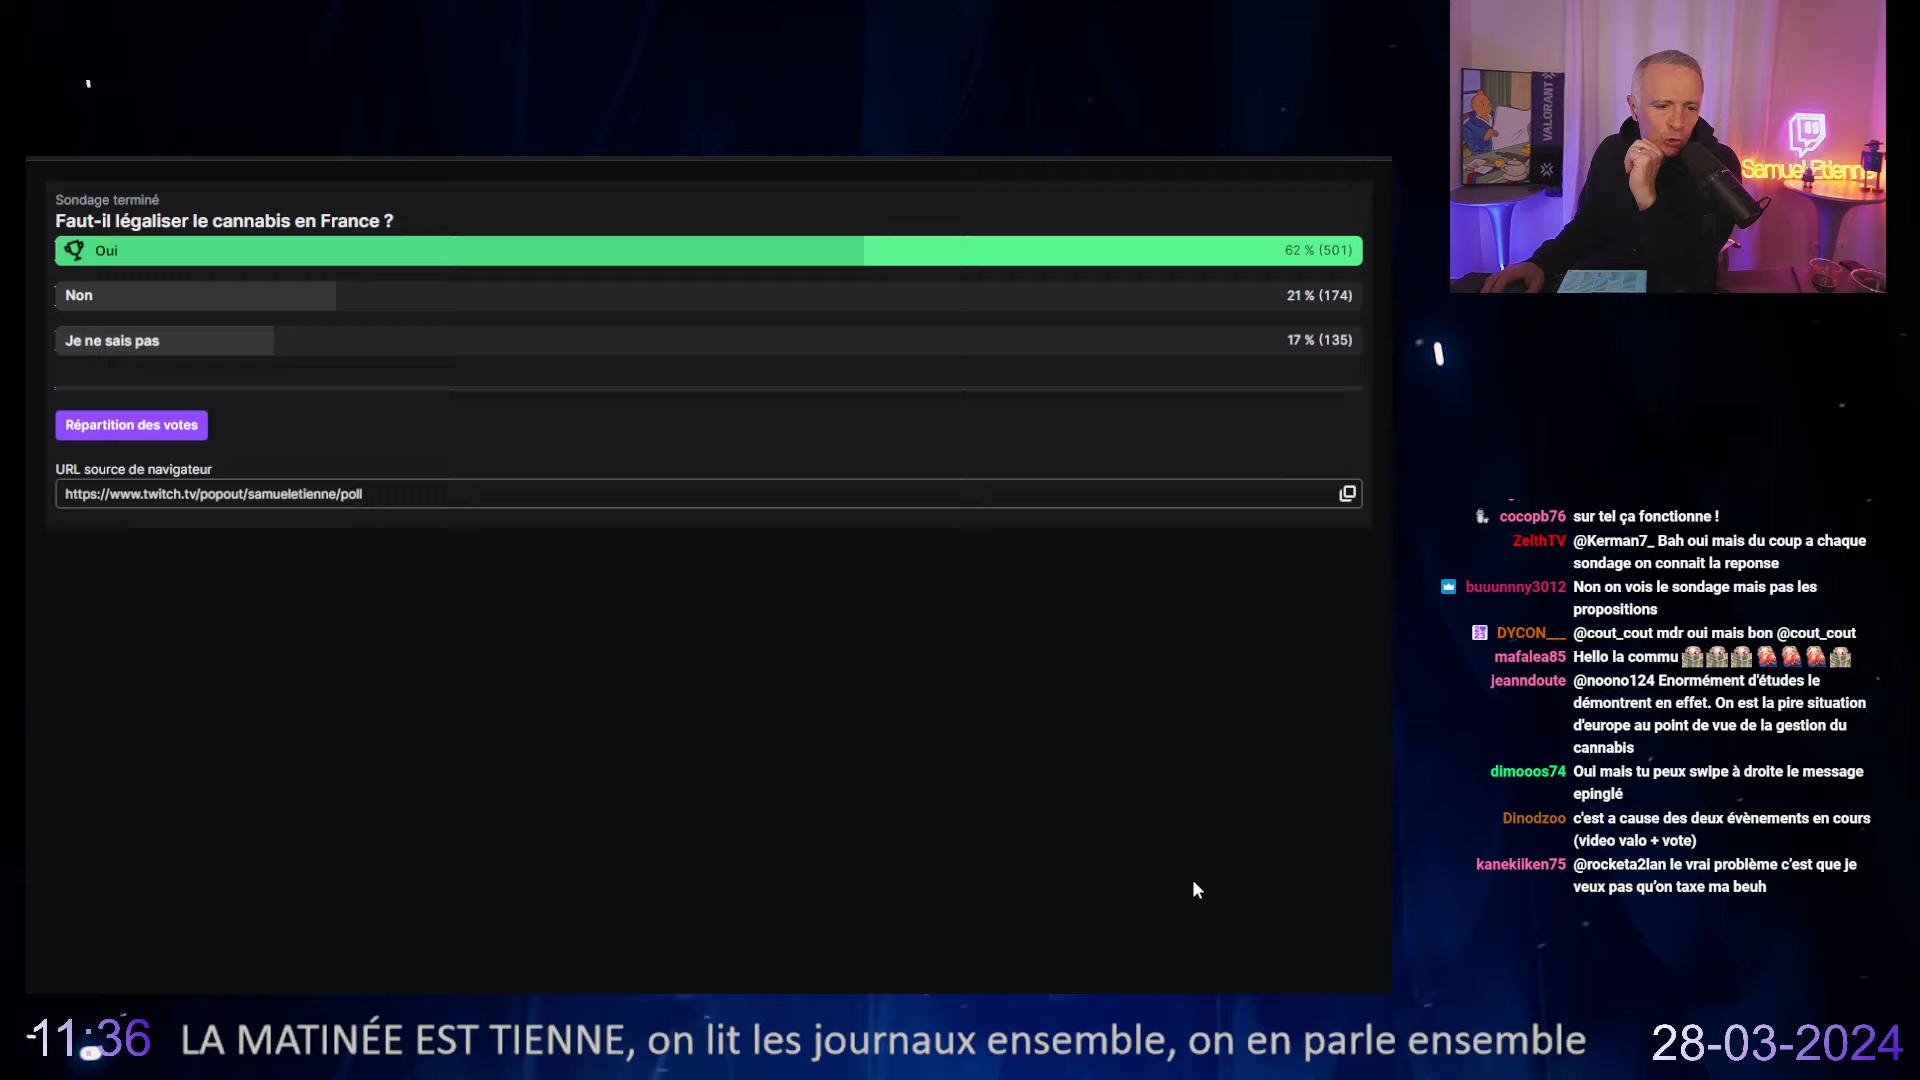 VALORANT
Samuel Etienne
Sondage terminé
Faut-il légaliser le cannabis en France ?
Oui 62 % (501)
Non 21 % (174)
Je ne sais pas 17 % (135)
Répartition des votes
URL source de navigateur
https://www.twitch.tv/popout/samueletienne/poll
cocopb76 sur tel ça fonctionne !
ZelthTV @Kerman7_ Bah oui mais du coup a chaque
sondage on connait la reponse
buuunnny3012 Non on vois le sondage mais pas les
propositions
DYCON___ @cout_cout mdr oui mais bon @cout_cout
mafalea85 Hello la commu
jeanndoute @noono124 Enormément d'études le
démontrent en effet. On est la pire situation
d'europe au point de vue de la gestion du
cannabis
dimooos74 Oui mais tu peux swipe à droite le message
epinglé
Dinodzoo c'est a cause des deux évènements en cours
(video valo + vote)
kanekiiken75 @rocketa2lan le vrai problème c’est que je
veux pas qu’on taxe ma beuh
11:36 LA MATINÉE EST TIENNE, on lit les journaux ensemble, on en parle ensemble 28-03-2024